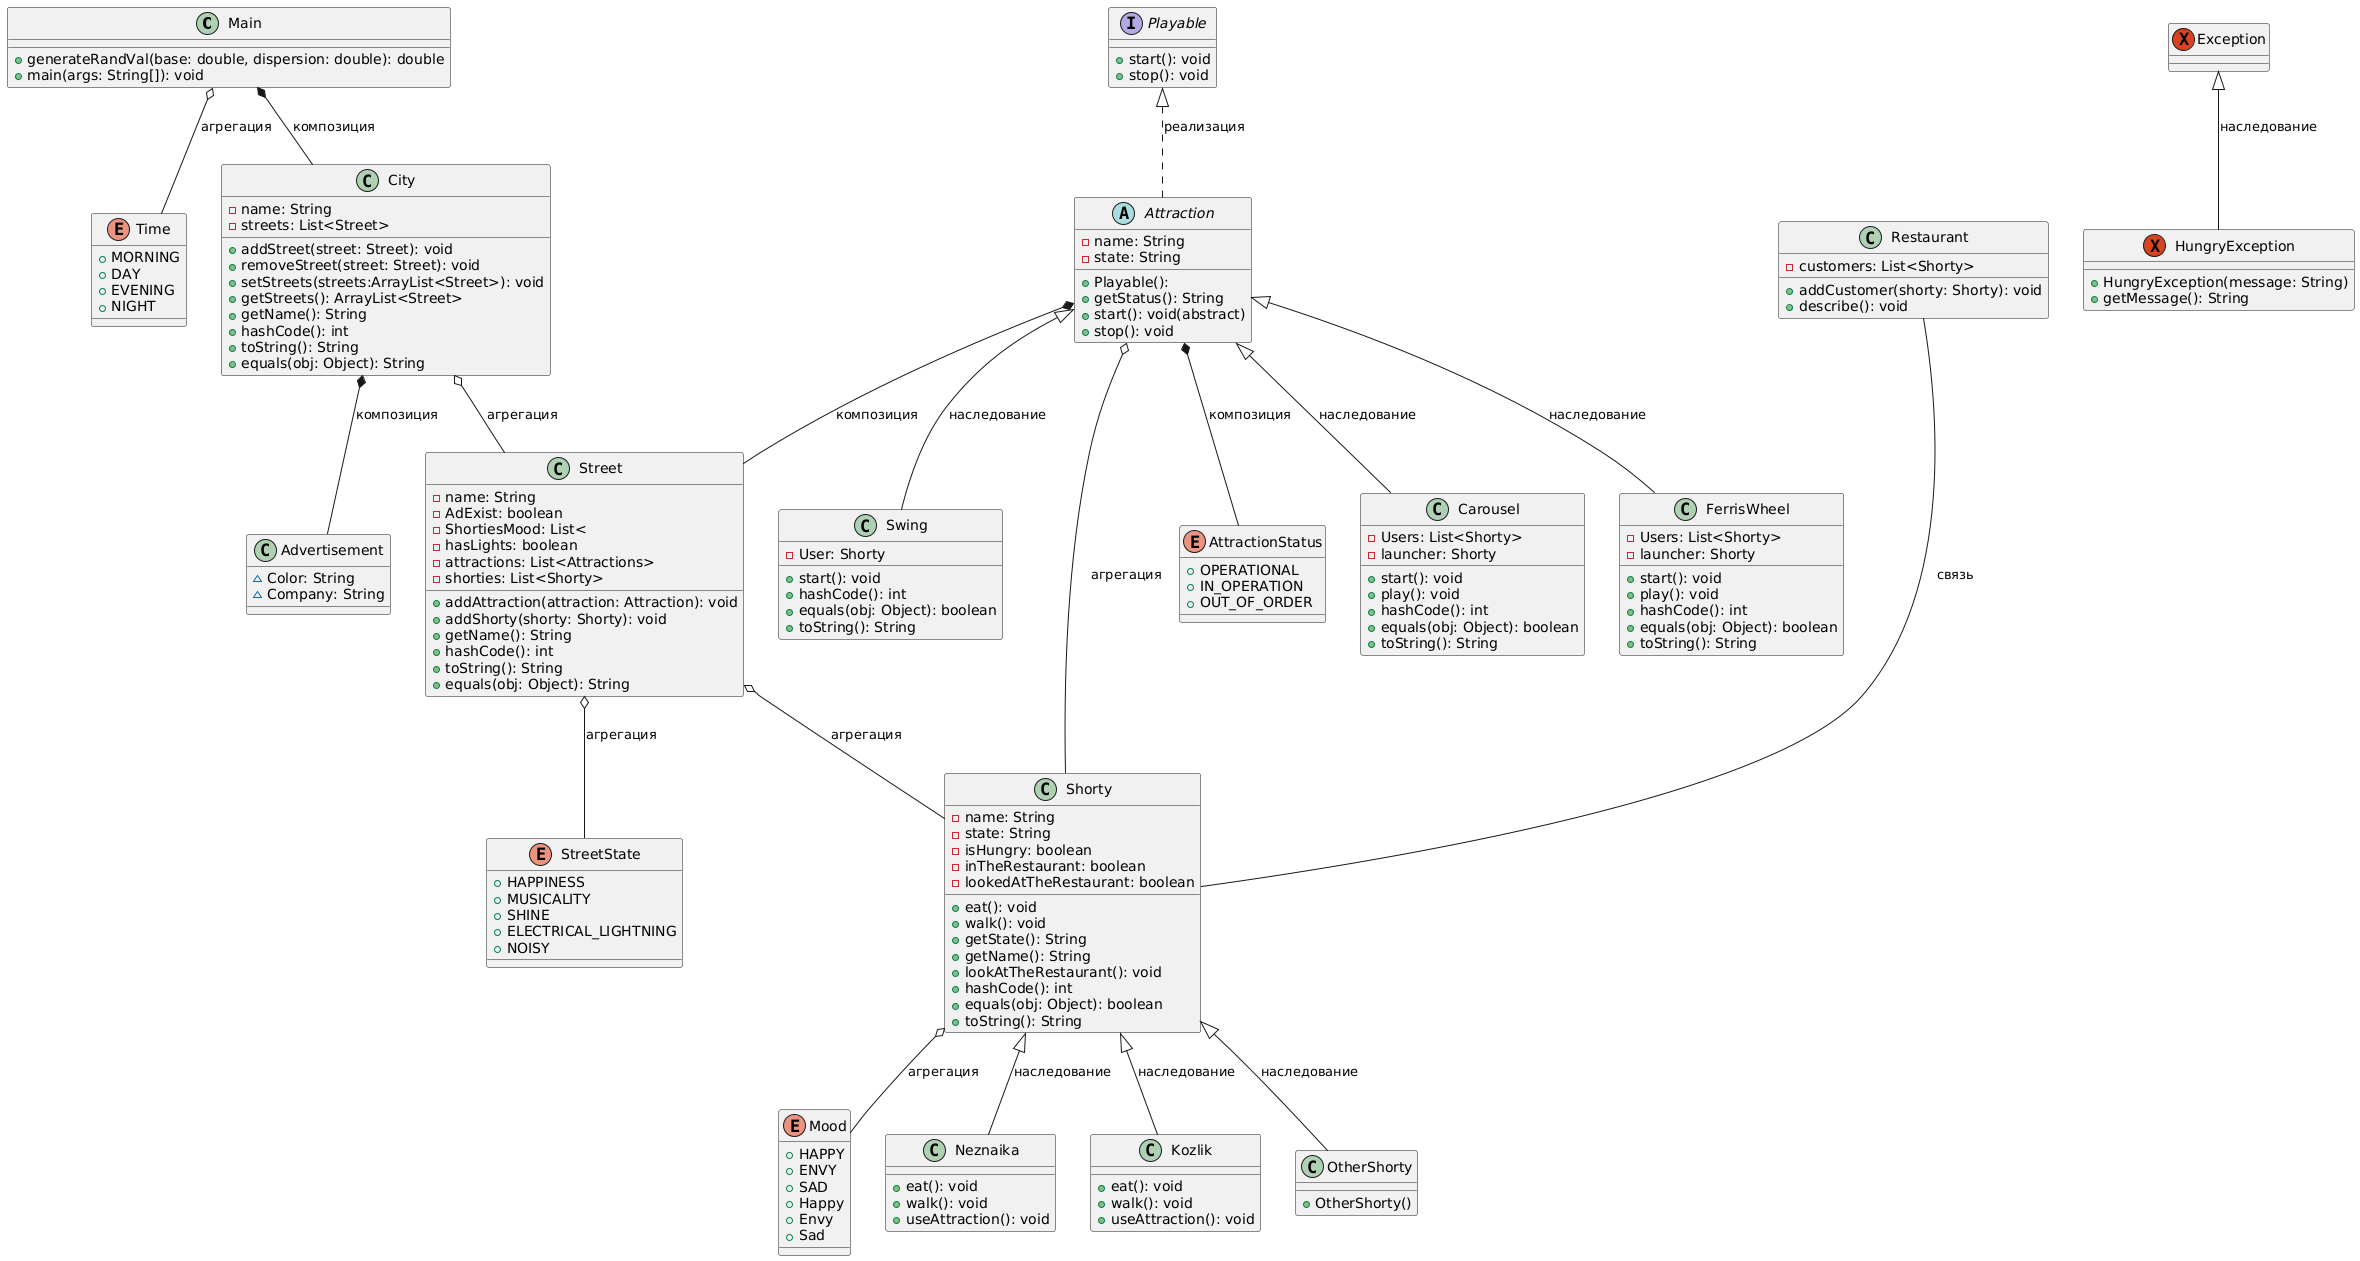 C Main
generateRandVal(base: double, dispersion: double): double
main(args: String[]): void
I Playable
start(): void
stop(): void
X Exception
агрегация
композиция
реализация
наследование
E Time
MORNING
DAY
EVENING
NIGHT
C City
name: String
streets: List<Street>
addStreet(street: Street): void
removeStreet(street: Street): void
setStreets(streets:ArrayList<Street>): void
getStreets(): ArrayList<Street>
getName(): String
hashCode(): int
toString(): String
equals(obj: Object): String
A Attraction
name: String
state: String
Playable():
getStatus(): String
start(): void(abstract)
stop(): void
C Restaurant
customers: List<Shorty>
addCustomer(shorty: Shorty): void
describe(): void
X HungryException
HungryException(message: String)
getMessage(): String
композиция
агрегация
композиция
наследование
композиция
наследование
наследование
C Advertisement
~ Color: String
~ Company: String
C Street
name: String
AdExist: boolean
ShortiesMood: List<
hasLights: boolean
attractions: List<Attractions>
shorties: List<Shorty>
addAttraction(attraction: Attraction): void
addShorty(shorty: Shorty): void
getName(): String
hashCode(): int
toString(): String
equals(obj: Object): String
C Swing
User: Shorty
start(): void
hashCode(): int
equals(obj: Object): boolean
toString(): String
агрегация
E AttractionStatus
OPERATIONAL
IN_OPERATION
OUT_OF_ORDER
C Carousel
Users: List<Shorty>
launcher: Shorty
start(): void
play(): void
hashCode(): int
equals(obj: Object): boolean
toString(): String
C FerrisWheel
Users: List<Shorty>
launcher: Shorty
start(): void
play(): void
hashCode(): int
equals(obj: Object): boolean
toString(): String
связь
агрегация
агрегация
E StreetState
HAPPINESS
MUSICALITY
SHINE
ELECTRICAL_LIGHTNING
NOISY
C Shorty
name: String
state: String
isHungry: boolean
inTheRestaurant: boolean
lookedAtTheRestaurant: boolean
eat(): void
walk(): void
getState(): String
getName(): String
lookAtTheRestaurant(): void
hashCode(): int
equals(obj: Object): boolean
toString(): String
агрегация
наследование
наследование
наследование
E Mood
HAPPY
ENVY
SAD
Happy
Envy
Sad
C Neznaika
eat(): void
walk(): void
useAttraction(): void
C Kozlik
eat(): void
walk(): void
useAttraction(): void
C OtherShorty
OtherShorty()